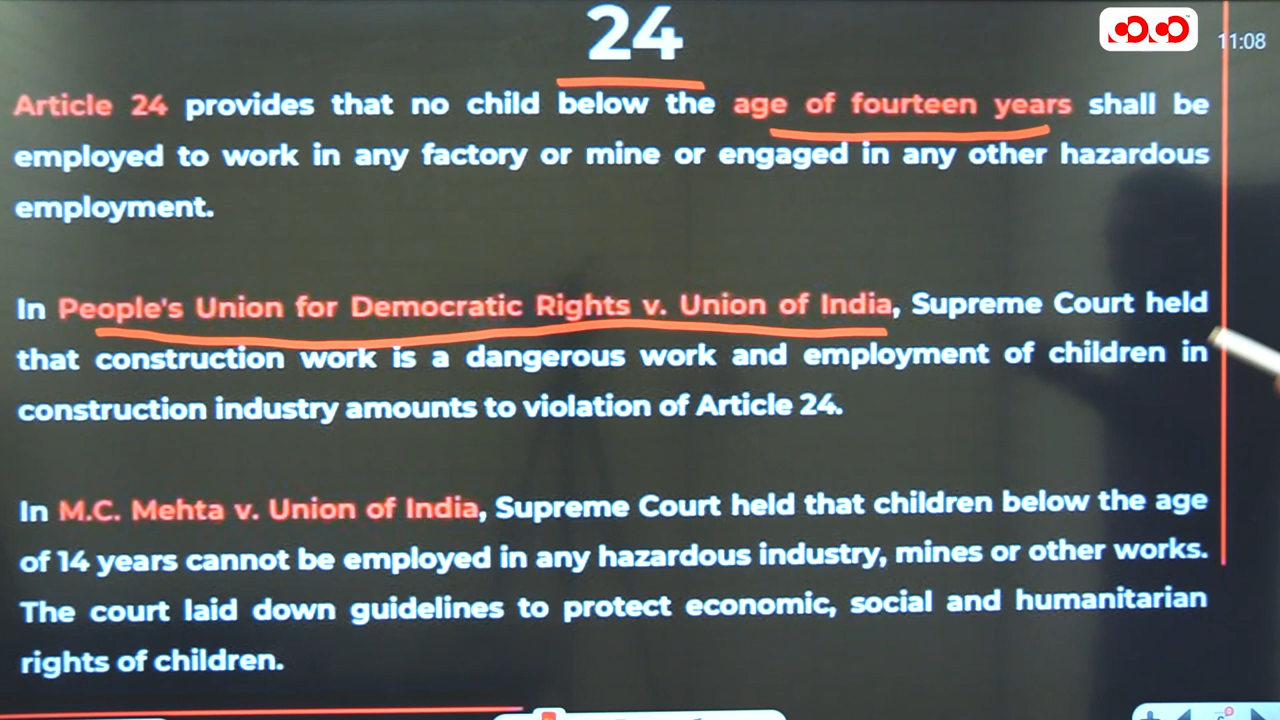 24
11:08
Article 24 provides that no child below the age of fourteen years shall be
employed to work in any factory or mine or engaged in any other hazardous
employment.
In People's Union for Democratic Rights v. Union of India, Supreme Court held
that construction work is a dangerous work and employment of children in
construction industry amounts to violation of Article 24.
In M.C. Mehta v. Union of India, Supreme Court held that children below the age
of 14 years cannot be employed in any hazardous industry, mines or other works.
The court laid down guidelines to protect economic, social and humanitarian
rights of children.